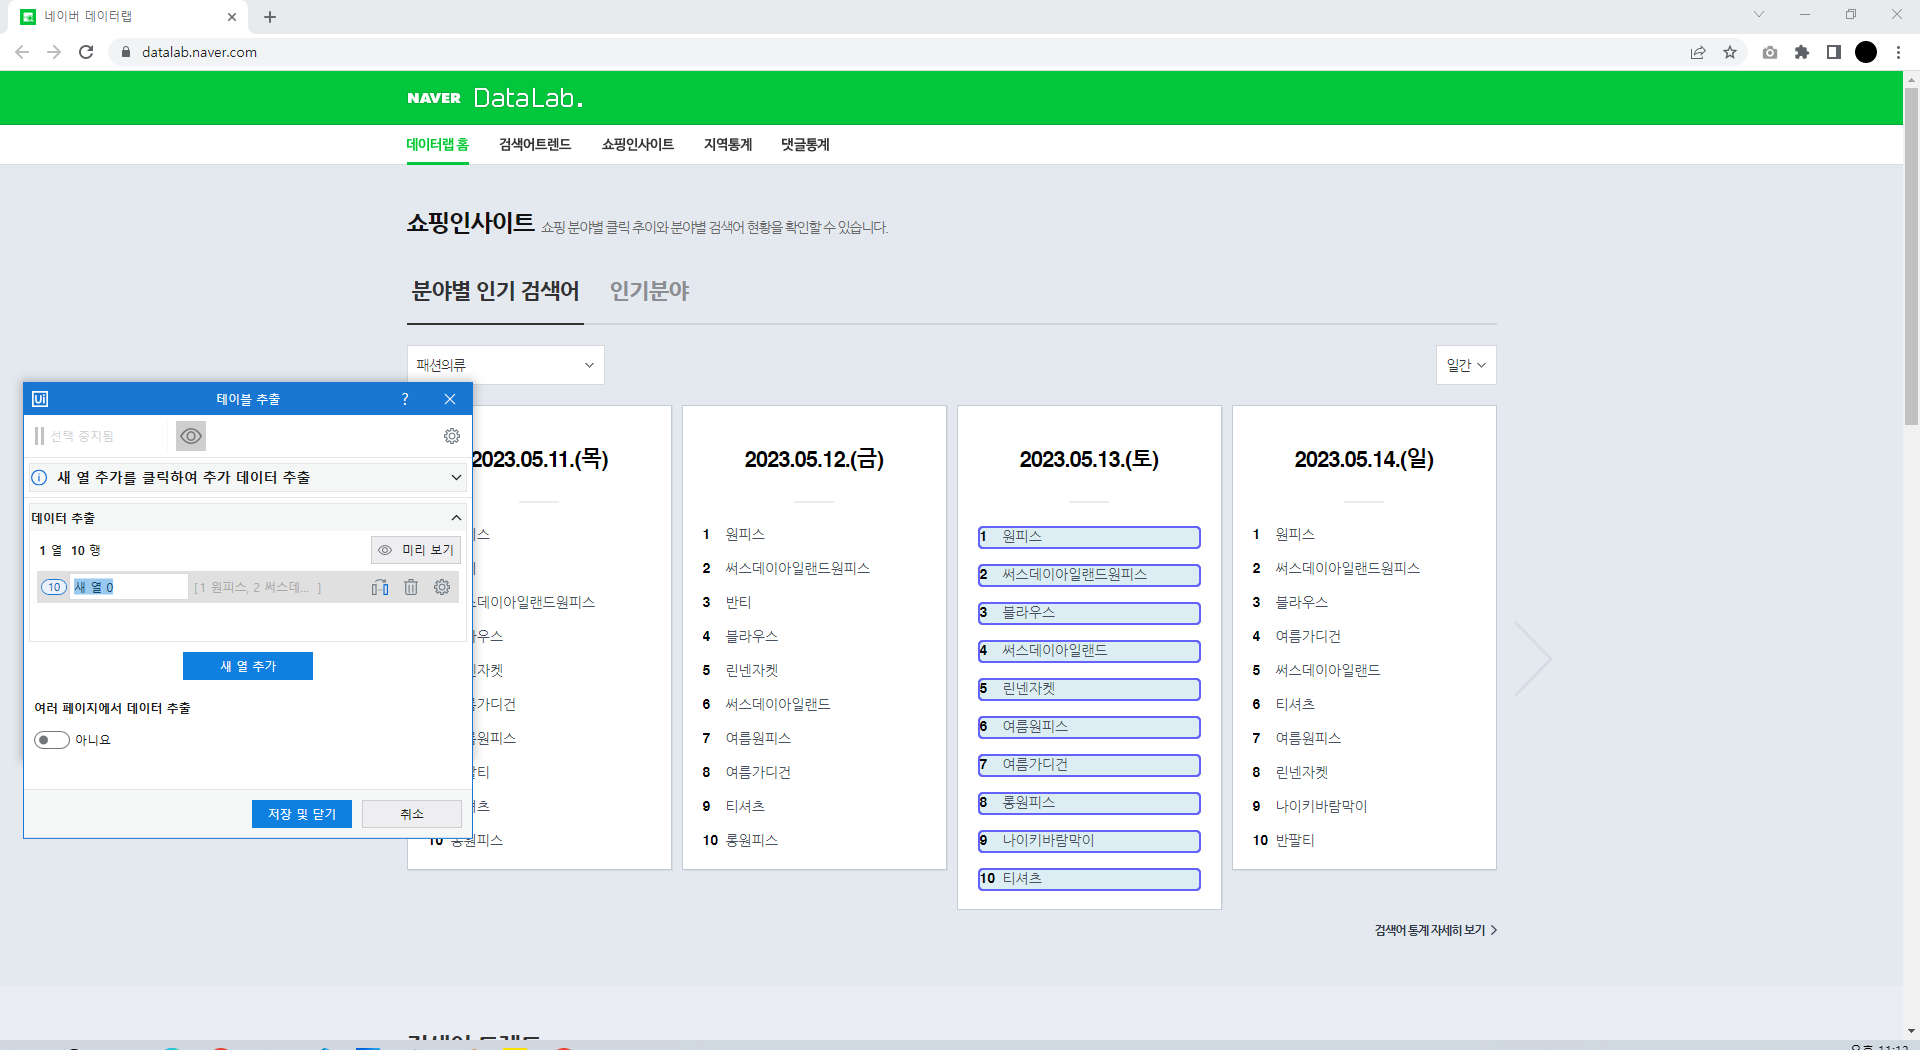 네이버 데이터랩
datalab.naver.com
NAVER DataLab.
데이터랩 홈 검색어트렌드 쇼핑인사이트 지역통계 댓글통계
쇼핑인사이트 쇼핑 분야별 클릭 추이와 분야별 검색어 현황을 확인할 수 있습니다.
분야별 인기 검색어 인기분야
패션의류
일간
Ui 테이블 추출 ?
선택 중지됨
새 열 추가를 클릭하여 추가 데이터 추출
데이터 추출
1 열 10 행
미리 보기
10 새 열 0 [1 원피스, 2 써스데... ]
새 열 추가
여러 페이지에서 데이터 추출
아니요
저장 및 닫기 취소
2023.05.11.(목)
스
데이아일랜드원피스
우스
자켓
가디건
원피스
티
츠
10 롱원피스
2023.05.12.(금)
1 원피스
2 써스데이아일랜드원피스
3 반티
4 블라우스
5 린넨자켓
6 써스데이아일랜드
7 여름원피스
8 여름가디건
9 티셔츠
10 롱원피스
2023.05.13.(토)
1 원피스
2 써스데이아일랜드원피스
3 블라우스
4 써스데이아일랜드
5 린넨자켓
6 여름원피스
7 여름가디건
8 롱원피스
9 나이키바람막이
10 티셔츠
2023.05.14.(일)
1 원피스
2 써스데이아일랜드원피스
3 블라우스
4 여름가디건
5 써스데이아일랜드
6 티셔츠
7 여름원피스
8 린넨자켓
9 나이키바람막이
10 반팔티
검색어 통계 자세히 보기